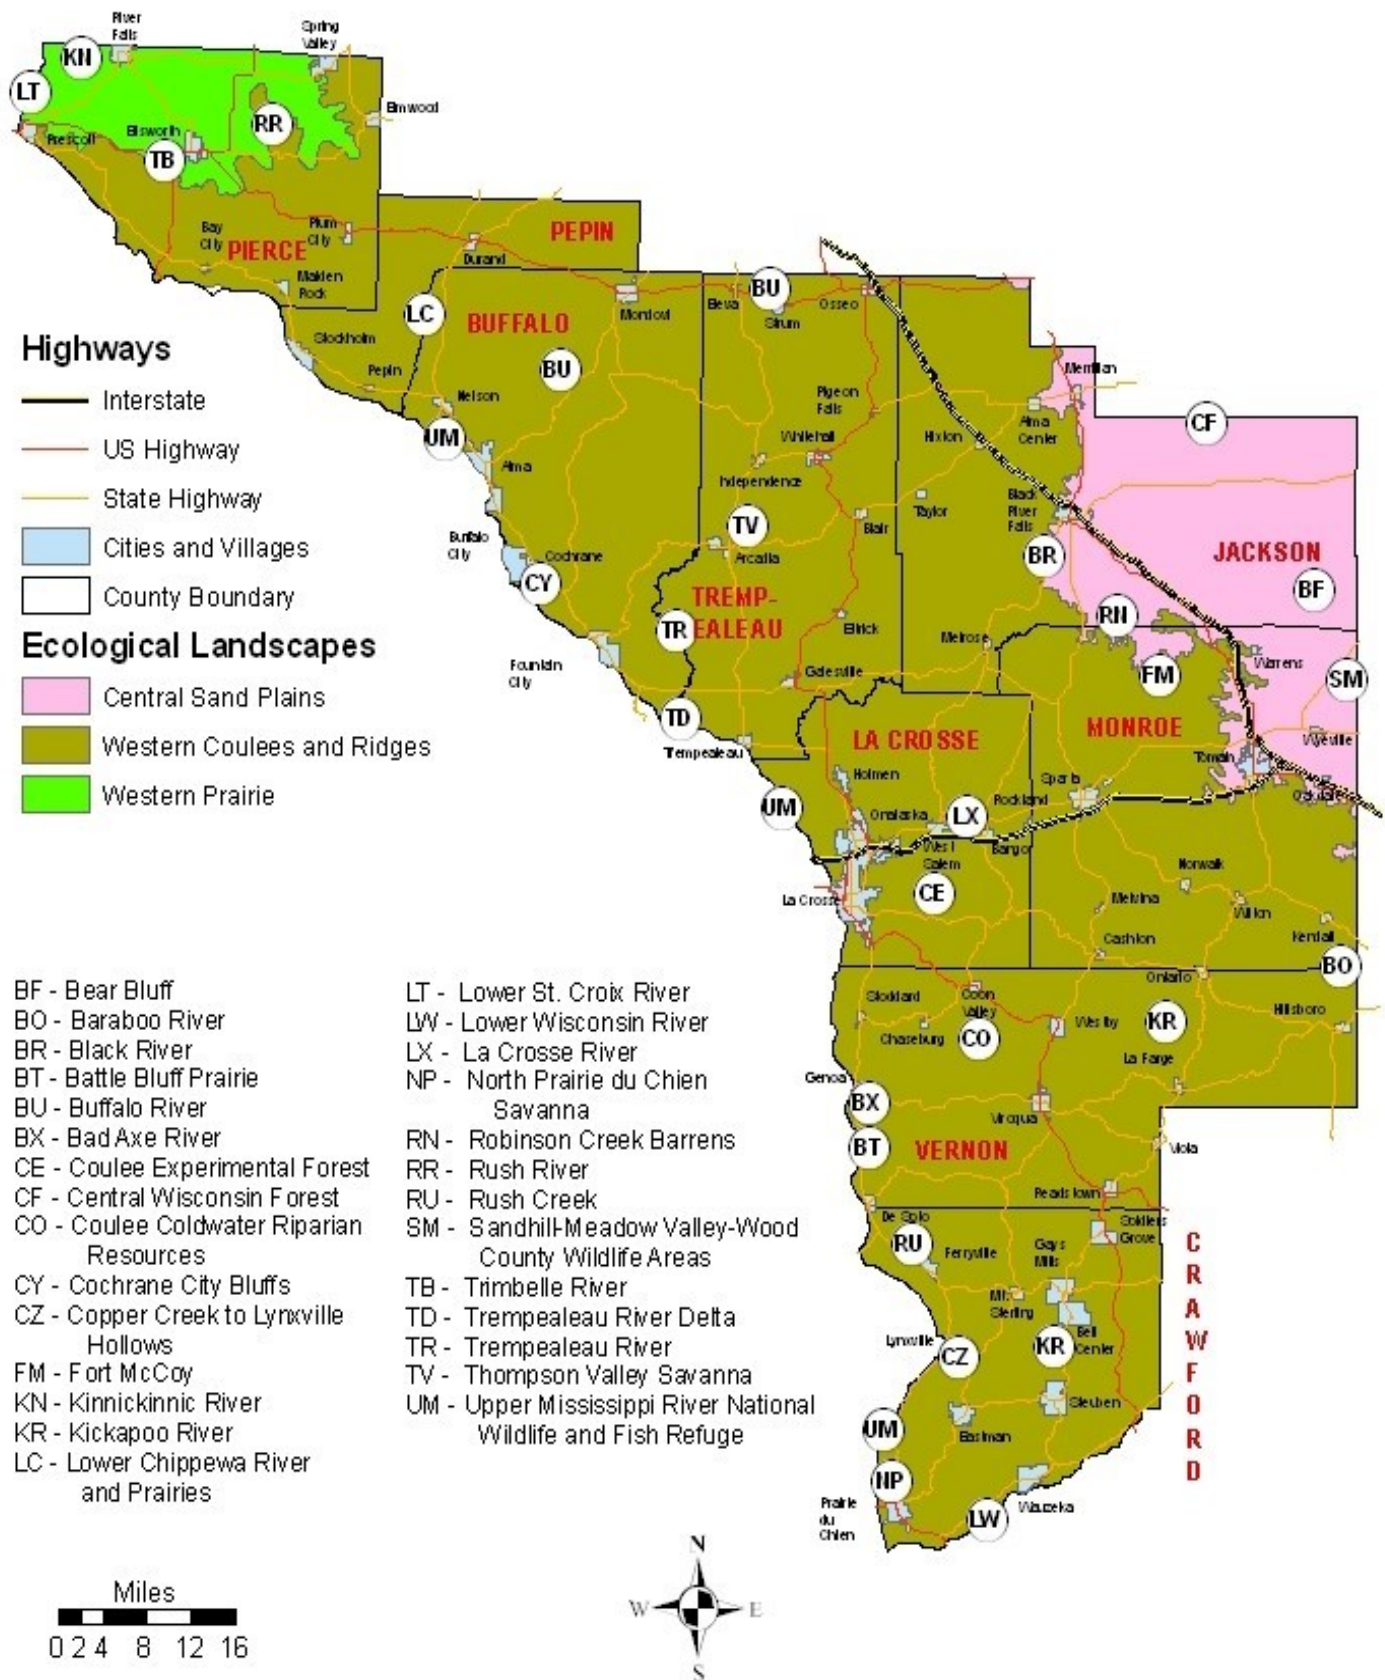 River
Falls
Spring
Valley
KN
LT
RR
Elmwood
Prescott
Ellsworth
TB
Bay
City
Plum
City
PIERCE
PEPIN
Durand
Maiden
Rock
LC
BUFFALO
Mondovi
Eleva
BU
Strum
Osseo
Stockholm
Pepin
BU
Nelson
UM
Alma
Merrillan
Pigeon
Falls
Alma
Center
CF
Whitehall
Hixton
Independence
Taylor
Black
River
Falls
Buffalo
City
Cochrane
CY
TV
Arcadia
Blair
BR
JACKSON
BF
TREMP-
EALEAU
TR
Ettrick
RN
Melrose
Fountain
City
Galesville
FM
Warrens
SM
TD
Trempealeau
LA CROSSE
MONROE
Tomah
Wyeville
Holmen
Sparta
Rockland
Oakdale
UM
Onalaska
LX
West
Salem
Bangor
La Crosse
CE
Norwalk
Melvina
Wilton
Cashton
Kendall
BO
Ontario
Stoddard
Coon
Valley
Chaseburg
CO
Westby
KR
Hillsboro
La Farge
Genoa
BX
Viroqua
BT
VERNON
Viola
Readstown
De Soto
Soldiers
Grove
RU
Ferryville
Gays
Mills
Mt.
Sterling
Bell
Center
Lynxville
CZ
KR
Steuben
Eastman
UM
NP
Prairie
du
Chien
LW
Wauzeka
C
R
A
W
F
O
R
D
Highways
Interstate
US Highway
State Highway
Cities and Villages
County Boundary
Ecological Landscapes
Central Sand Plains
Western Coulees and Ridges
Western Prairie
BF - Bear Bluff
BO - Baraboo River
BR - Black River
BT - Battle Bluff Prairie
BU - Buffalo River
BX - Bad Axe River
CE - Coulee Experimental Forest
CF - Central Wisconsin Forest
CO - Coulee Coldwater Riparian
Resources
CY - Cochrane City Bluffs
CZ - Copper Creek to Lynxville
Hollows
FM - Fort McCoy
KN - Kinnickinnic River
KR - Kickapoo River
LC - Lower Chippewa River
and Prairies
LT - Lower St. Croix River
LW - Lower Wisconsin River
LX - La Crosse River
NP - North Prairie du Chien
Savanna
RN - Robinson Creek Barrens
RR - Rush River
RU - Rush Creek
SM - Sandhill-Meadow Valley-Wood
County Wildlife Areas
TB - Trimbelle River
TD - Trempealeau River Delta
TR - Trempealeau River
TV - Thompson Valley Savanna
UM - Upper Mississippi River National
Wildlife and Fish Refuge
Miles
0 2 4 8 12 16
N
W E
S